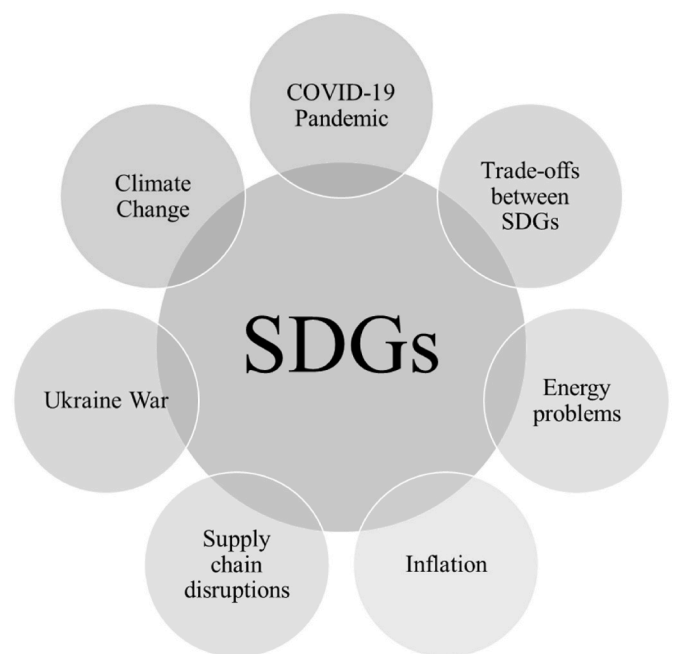 COVID-19
Pandemic
Trade-offs
between
SDGs
Climate
Change
SDGs
Energy
problems
Ukraine War
Supply
chain
disruptions
Inflation